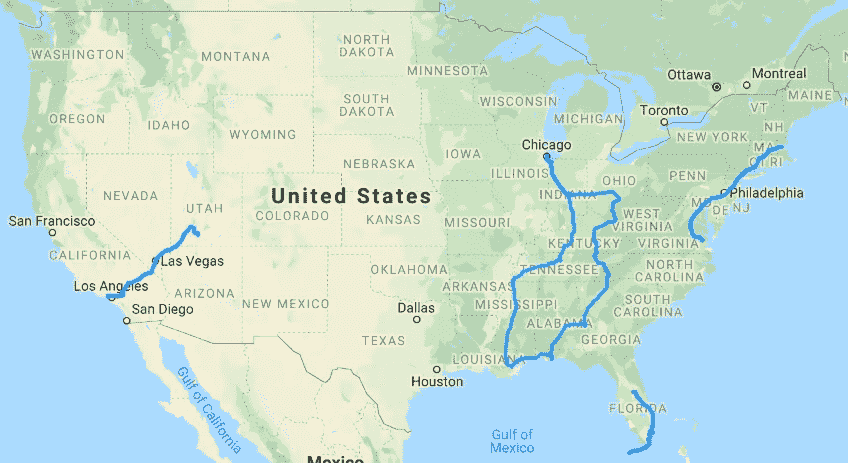 WASHINGTON
MONTANA
NORTH
DAKOTA
MINNESOTA
Ottawa
Montreal
MAINE
VT
NH
OREGON
IDAHO
SOUTH
DAKOTA
WISCONSIN
MICHIGAN
Toronto
NEW YORK
MA
CT RI
WYOMING
IOWA
Chicago
NEBRASKA
ILLINOIS
INDIANA
OHIO
PENN
Philadelphia
MD
DE
NJ
NEVADA
UTAH
United States
COLORADO
KANSAS
MISSOURI
WEST
VIRGINIA
VIRGINIA
KENTUCKY
San Francisco
CALIFORNIA
Las Vegas
Los Angeles
ARIZONA
NEW MEXICO
OKLAHOMA
ARKANSAS
TENNESSEE
NORTH
CAROLINA
San Diego
Dallas
MISSISSIPPI
ALABAMA
SOUTH
CAROLINA
GEORGIA
TEXAS
LOUISIANA
Houston
FLORIDA
Gulf of California
Gulf of
Mexico
Mexico